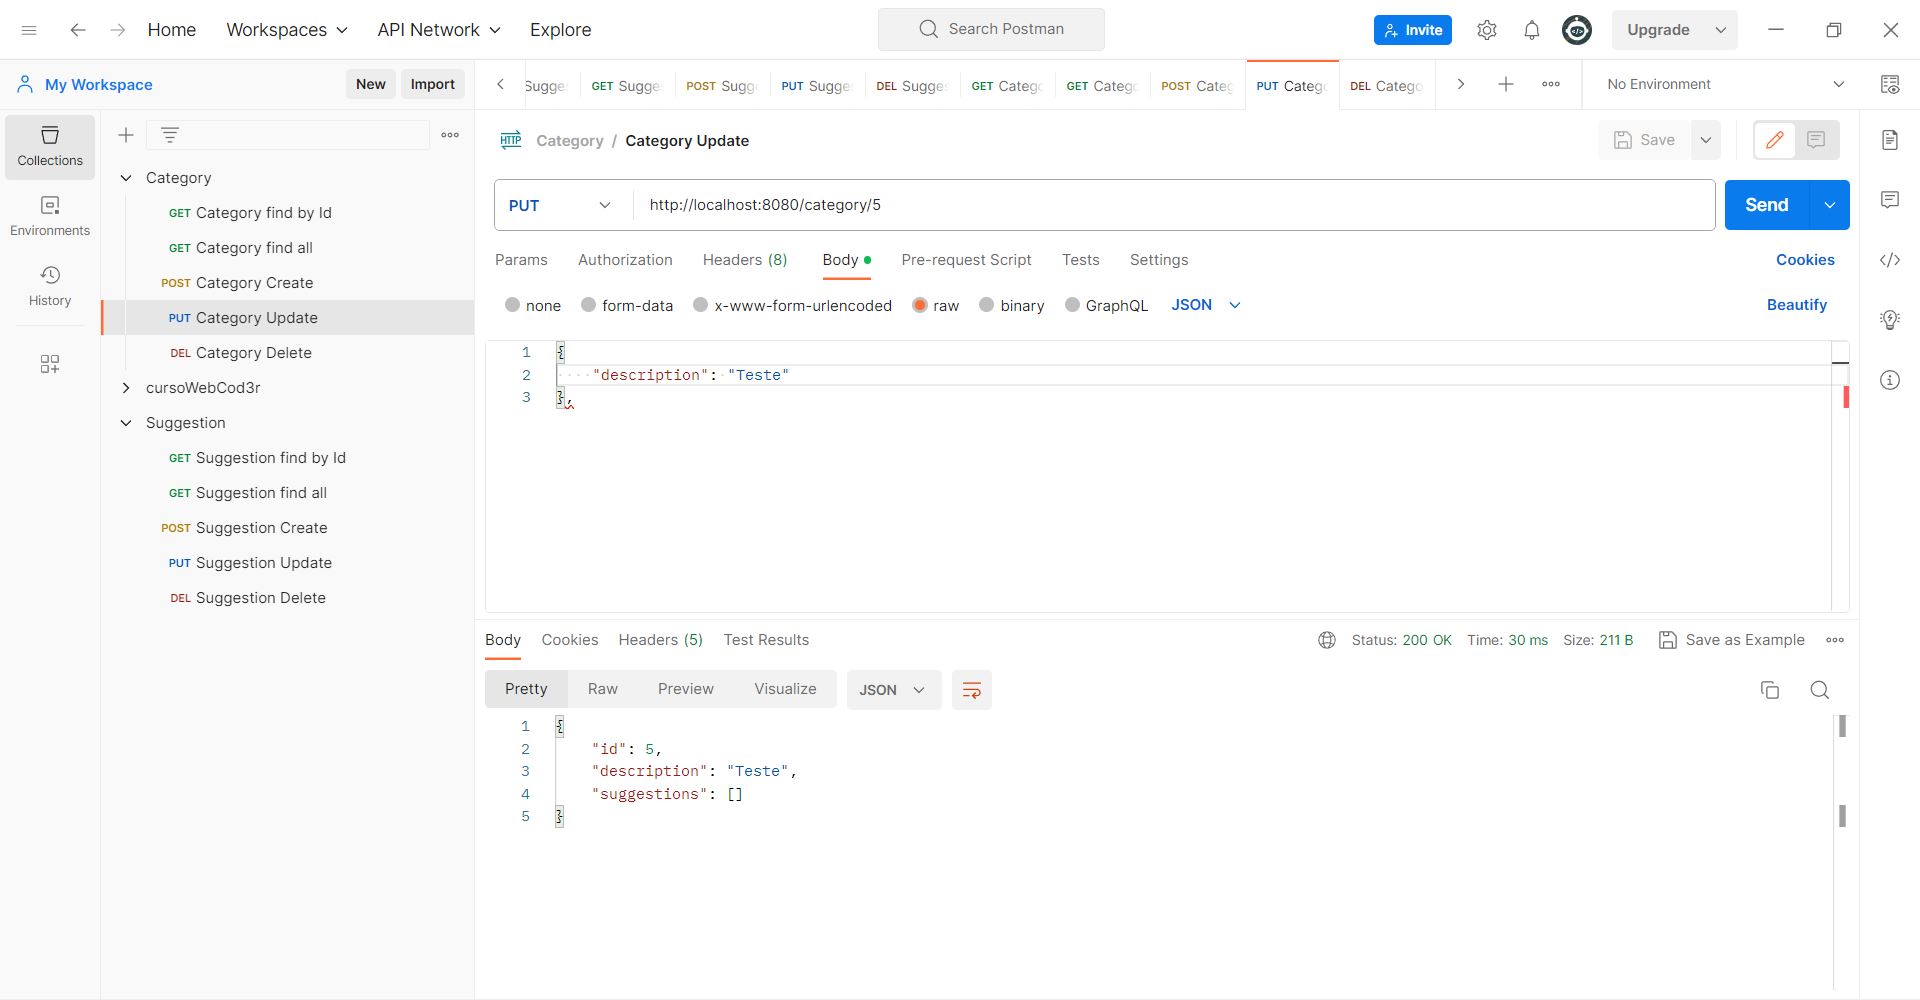 Home Workspaces API Network Explore Search Postman Invite Upgrade
My Workspace New Import
Sugge GET Sugge POST Sugg PUT Sugge DEL Sugges GET Catego GET Catego POST Categ PUT Catego DEL Catego No Environment
Collections
Environments
History
Category
GET Category find by Id
GET Category find all
POST Category Create
PUT Category Update
DEL Category Delete
cursoWebCod3r
Suggestion
GET Suggestion find by Id
GET Suggestion find all
POST Suggestion Create
PUT Suggestion Update
DEL Suggestion Delete
HTTP Category / Category Update Save
PUT http://localhost:8080/category/5 Send
Params Authorization Headers (8) Body Pre-request Script Tests Settings Cookies
none form-data x-www-form-urlencoded raw binary GraphQL JSON Beautify
1 {
2 "description": "Teste"
3 },
Body Cookies Headers (5) Test Results Status: 200 OK Time: 30 ms Size: 211 B Save as Example
Pretty Raw Preview Visualize JSON
1 {
2 "id": 5,
3 "description": "Teste",
4 "suggestions": []
5 }